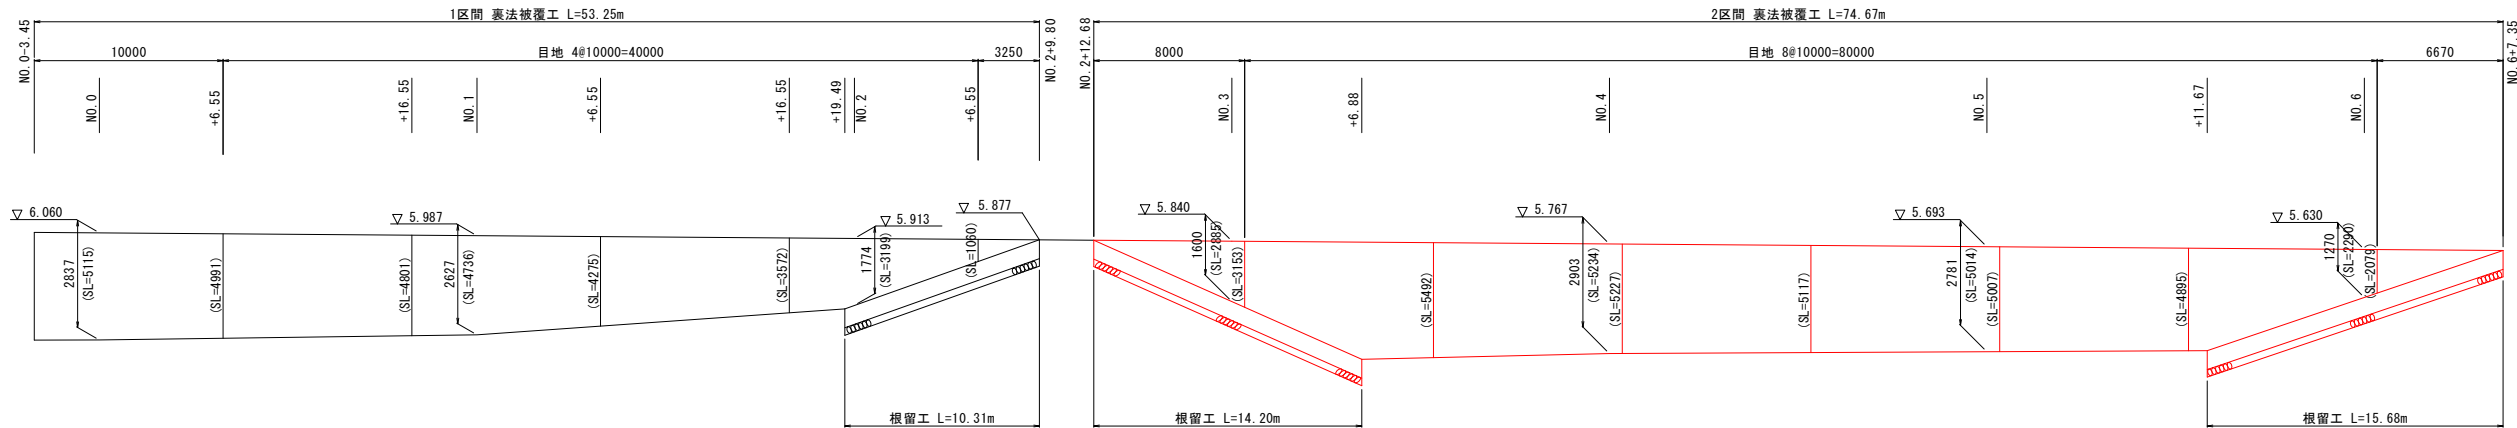 1区間 裏法被覆工 L=53.25m
2区間 裏法被覆工 L=74.67m
NO.0-3.45
10000
目地 4@10000=40000
3250
NO.2+9.80
NO.2+12.68
8000
目地 8@10000=80000
6670
NO.6+7.35
NO.0
+6.55
+16.55
NO.1
+6.55
+16.55
+19.49
NO.2
+6.55
NO.3
+6.88
NO.4
NO.5
+11.67
NO.6
▽ 6.060
▽ 5.987
▽ 5.913
▽ 5.877
▽ 5.840
▽ 5.767
▽ 5.693
▽ 5.630
2837
(SL=5115)
(SL=4991)
(SL=4801)
2627
(SL=4736)
(SL=4275)
(SL=3572)
1774
(SL=3199)
(SL=1060)
1600
(SL=2885)
(SL=3153)
(SL=5492)
2903
(SL=5234)
(SL=5227)
(SL=5117)
2781
(SL=5014)
(SL=5007)
(SL=4895)
1270
(SL=2290)
(SL=2079)
根留工 L=10.31m
根留工 L=14.20m
根留工 L=15.68m